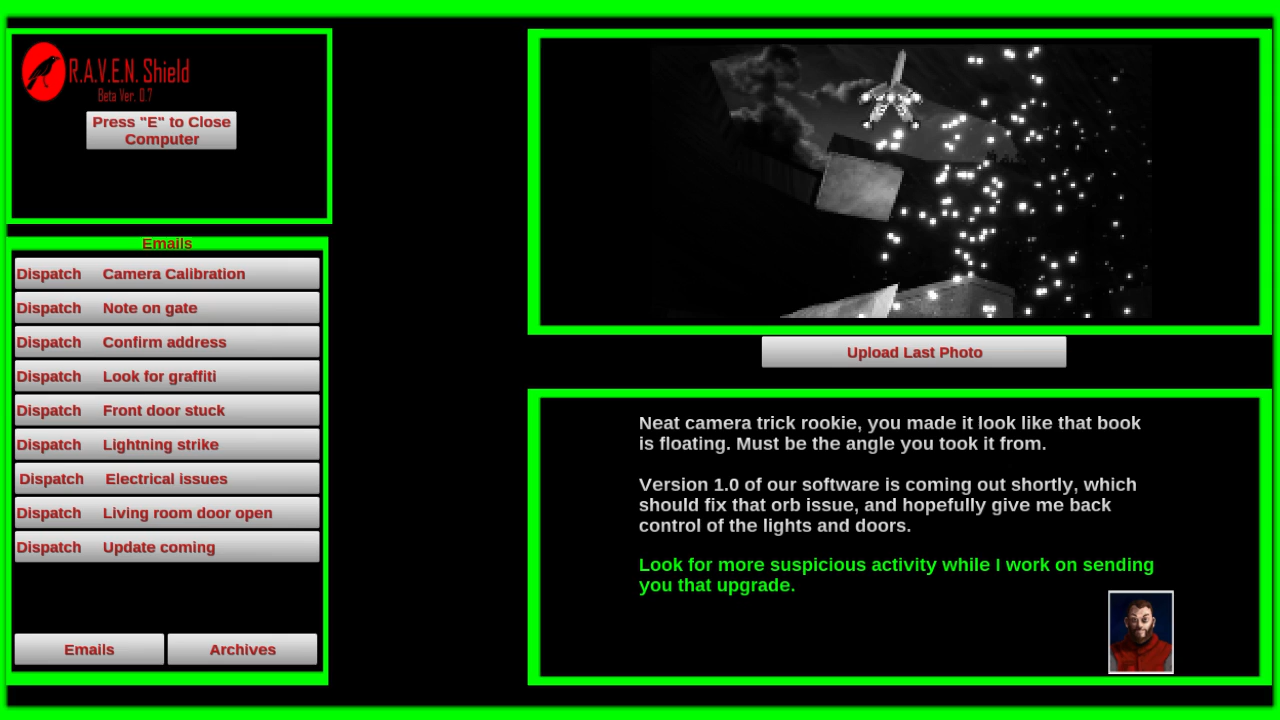 R.A.V.E.N. Shield
Beta Ver. 0.7
Press "E" to Close
Computer
Emails
Dispatch Camera Calibration
Dispatch Note on gate
Dispatch Confirm address
Dispatch Look for graffiti
Dispatch Front door stuck
Dispatch Lightning strike
Dispatch Electrical issues
Dispatch Living room door open
Dispatch Update coming
Emails Archives
Upload Last Photo
Neat camera trick rookie, you made it look like that book
is floating. Must be the angle you took it from.
Version 1.0 of our software is coming out shortly, which
should fix that orb issue, and hopefully give me back
control of the lights and doors.
Look for more suspicious activity while I work on sending
you that upgrade.